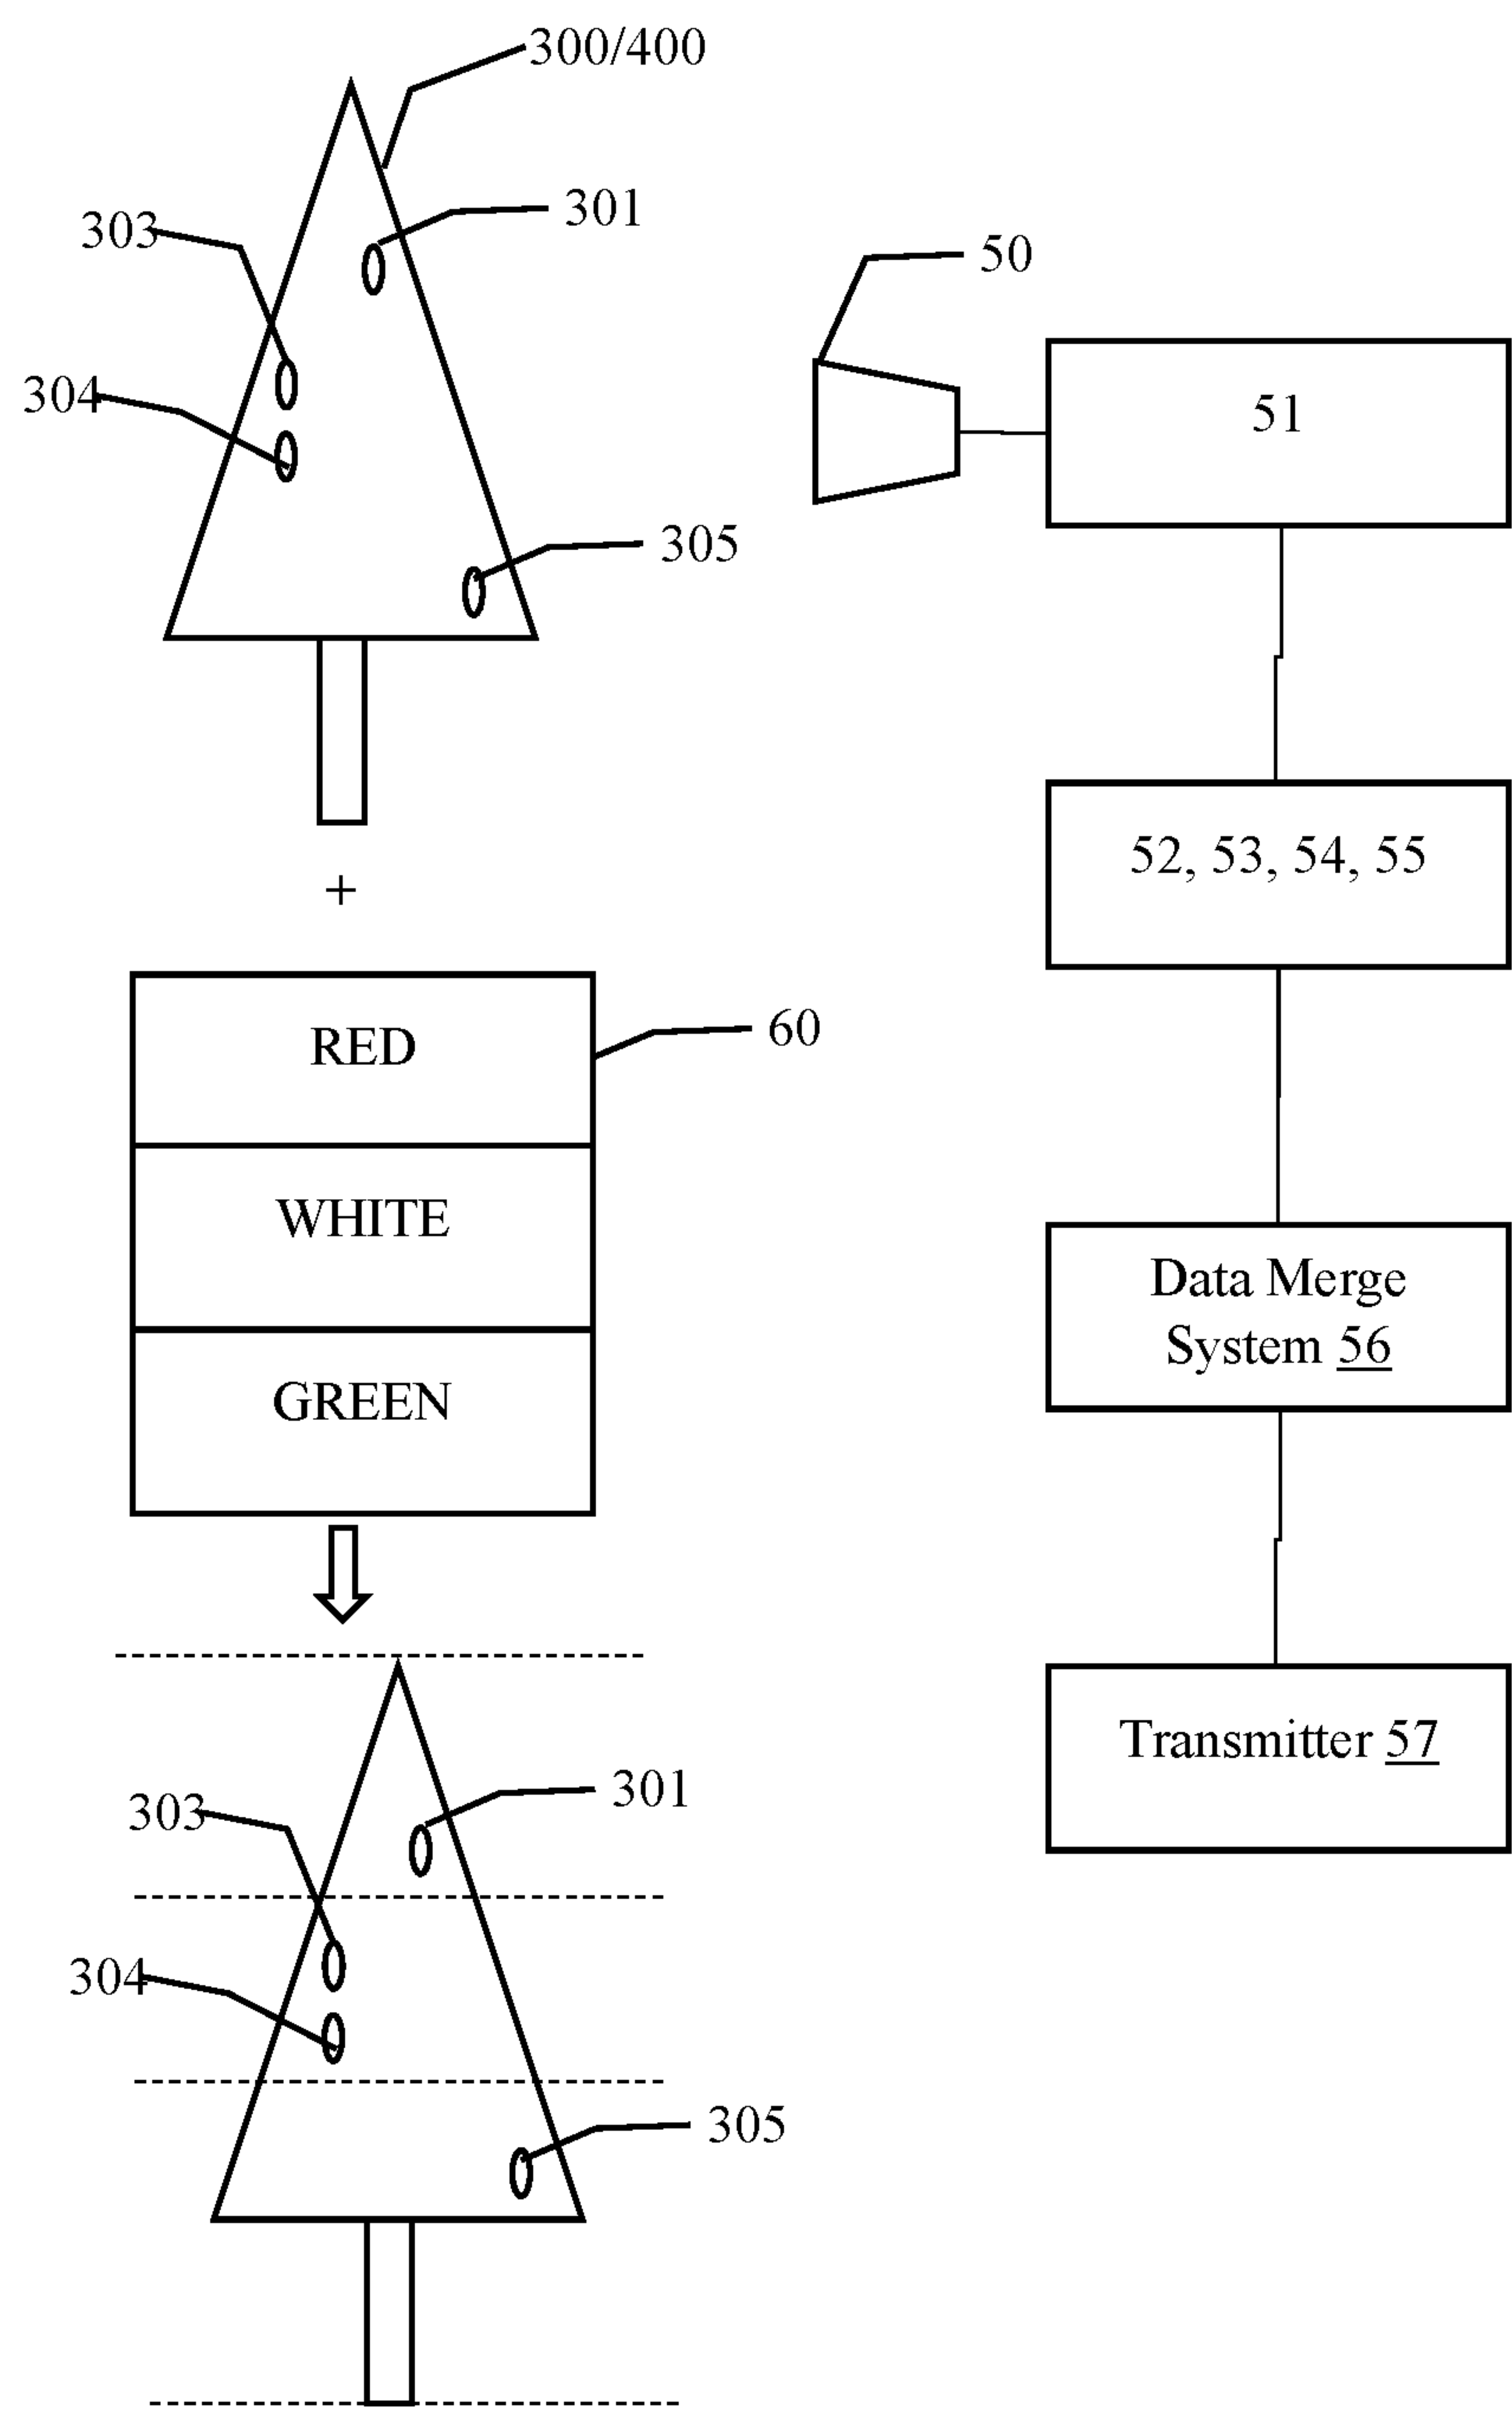 300/400
301
303
50
304
51
305
52, 53, 54, 55
+
RED
60
WHITE
Data Merge
System 56
GREEN
Transmitter 57
301
303
304
305